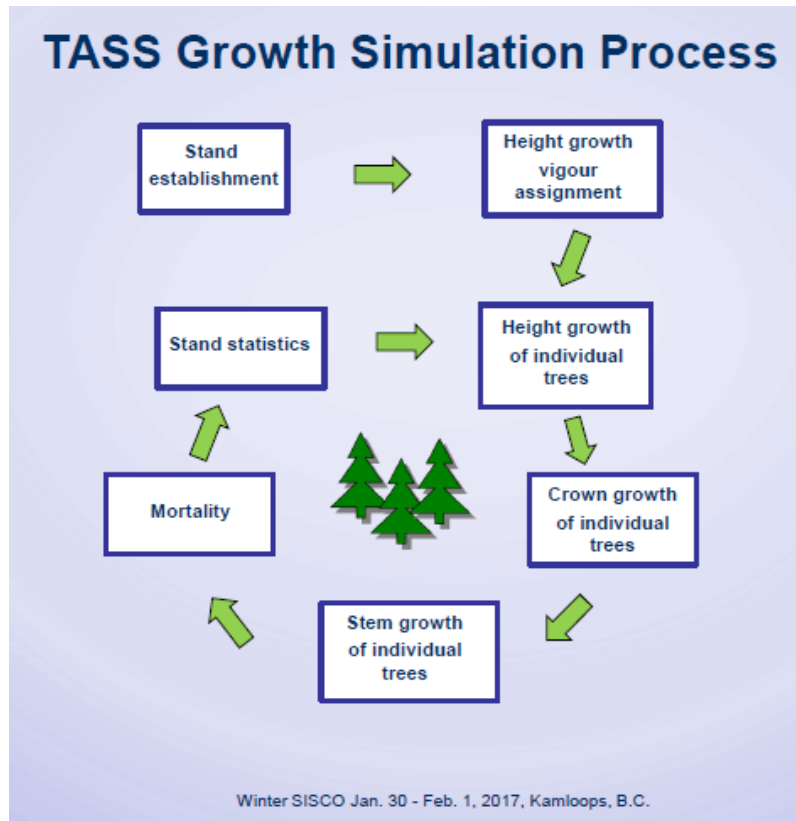 TASS Growth Simulation Process
Stand
establishment
Height growth
vigour
assignment
Stand statistics
Height growth
of individual
trees
Mortality
Crown growth
of individual
trees
Stem growth
of individual
trees
Winter SISCO Jan. 30 - Feb. 1, 2017, Kamloops, B.C.